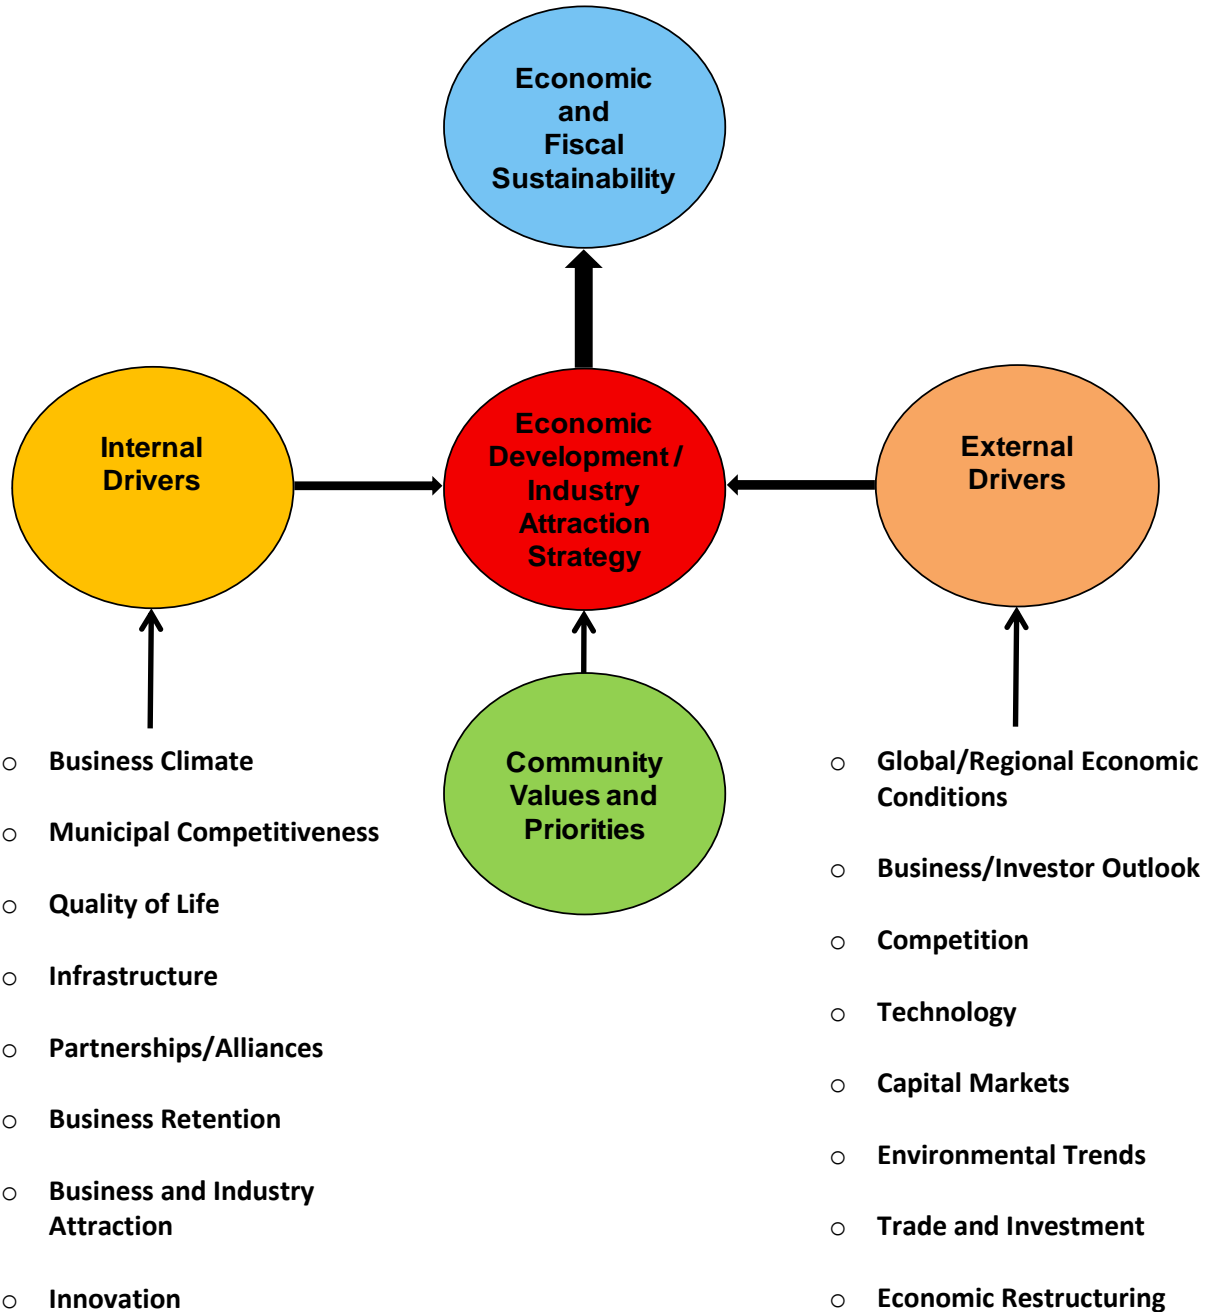 Economic
and
Fiscal
Sustainability
Internal
Drivers
Economic
Development /
Industry
Attraction
Strategy
External
Drivers
Community
Values and
Priorities
o Business Climate
o Municipal Competitiveness
o Quality of Life
o Infrastructure
o Partnerships/Alliances
o Business Retention
o Business and Industry
Attraction
o Innovation
o Global/Regional Economic
Conditions
o Business/Investor Outlook
o Competition
o Technology
o Capital Markets
o Environmental Trends
o Trade and Investment
o Economic Restructuring